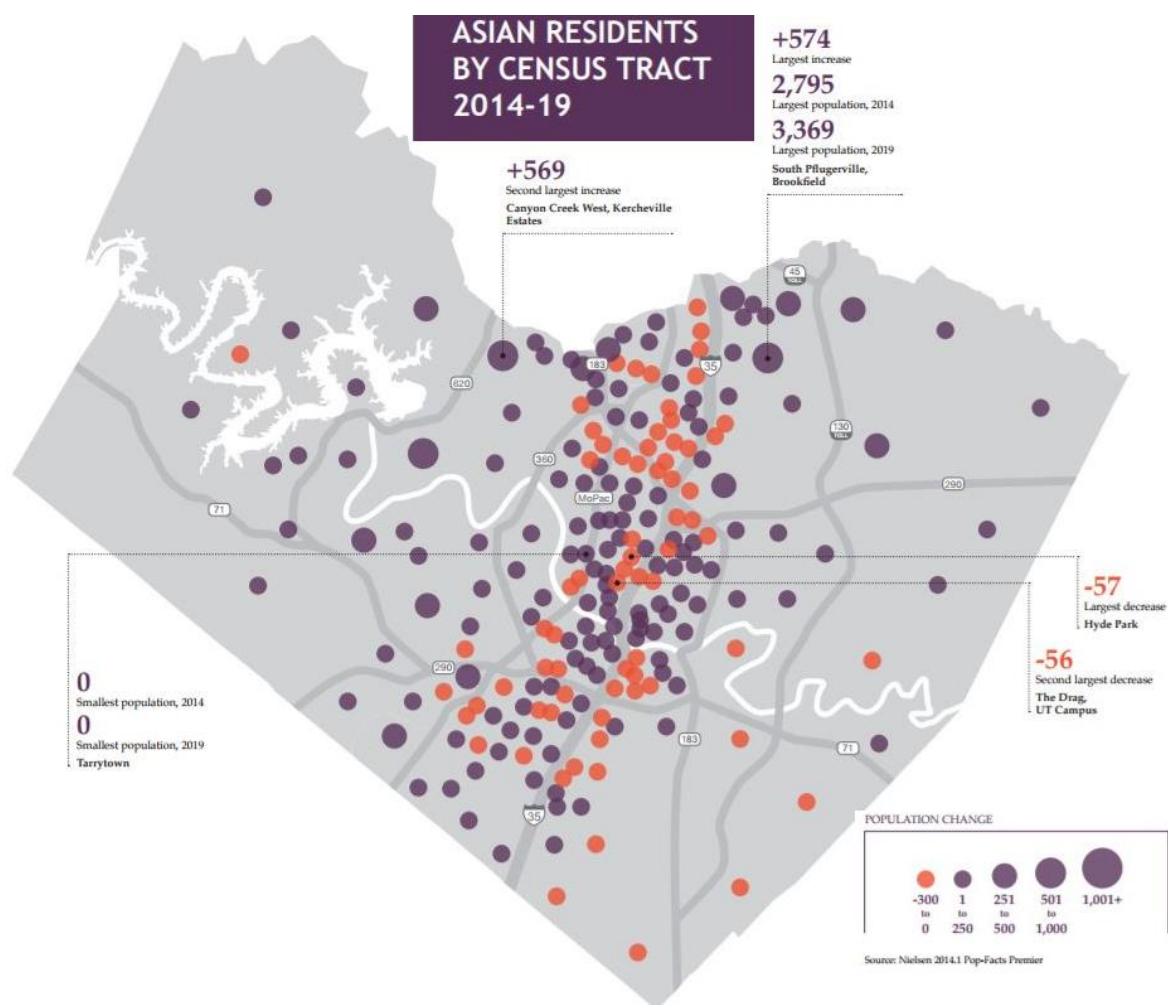 ASIAN RESIDENTS
BY CENSUS TRACT
2014-19
+574
Largest increase
2,795
Largest population, 2014
3,369
Largest population, 2019
South Pflugerville,
Brookfield
+569
Second largest increase
Canyon Creek West, Kercheville
Estates
45
TOLL
183
35
620
130
TOLL
360
290
MoPac
71
-57
Largest decrease
Hyde Park
-56
Second largest decrease
The Drag,
UT Campus
290
0
Smallest population, 2014
0
Smallest population, 2019
Tarrytown
183
71
35
POPULATION CHANGE
-300 1 251 501 1,001+
to to to to
0 250 500 1,000
Source: Nielsen 2014.1 Pop-Facts Premier